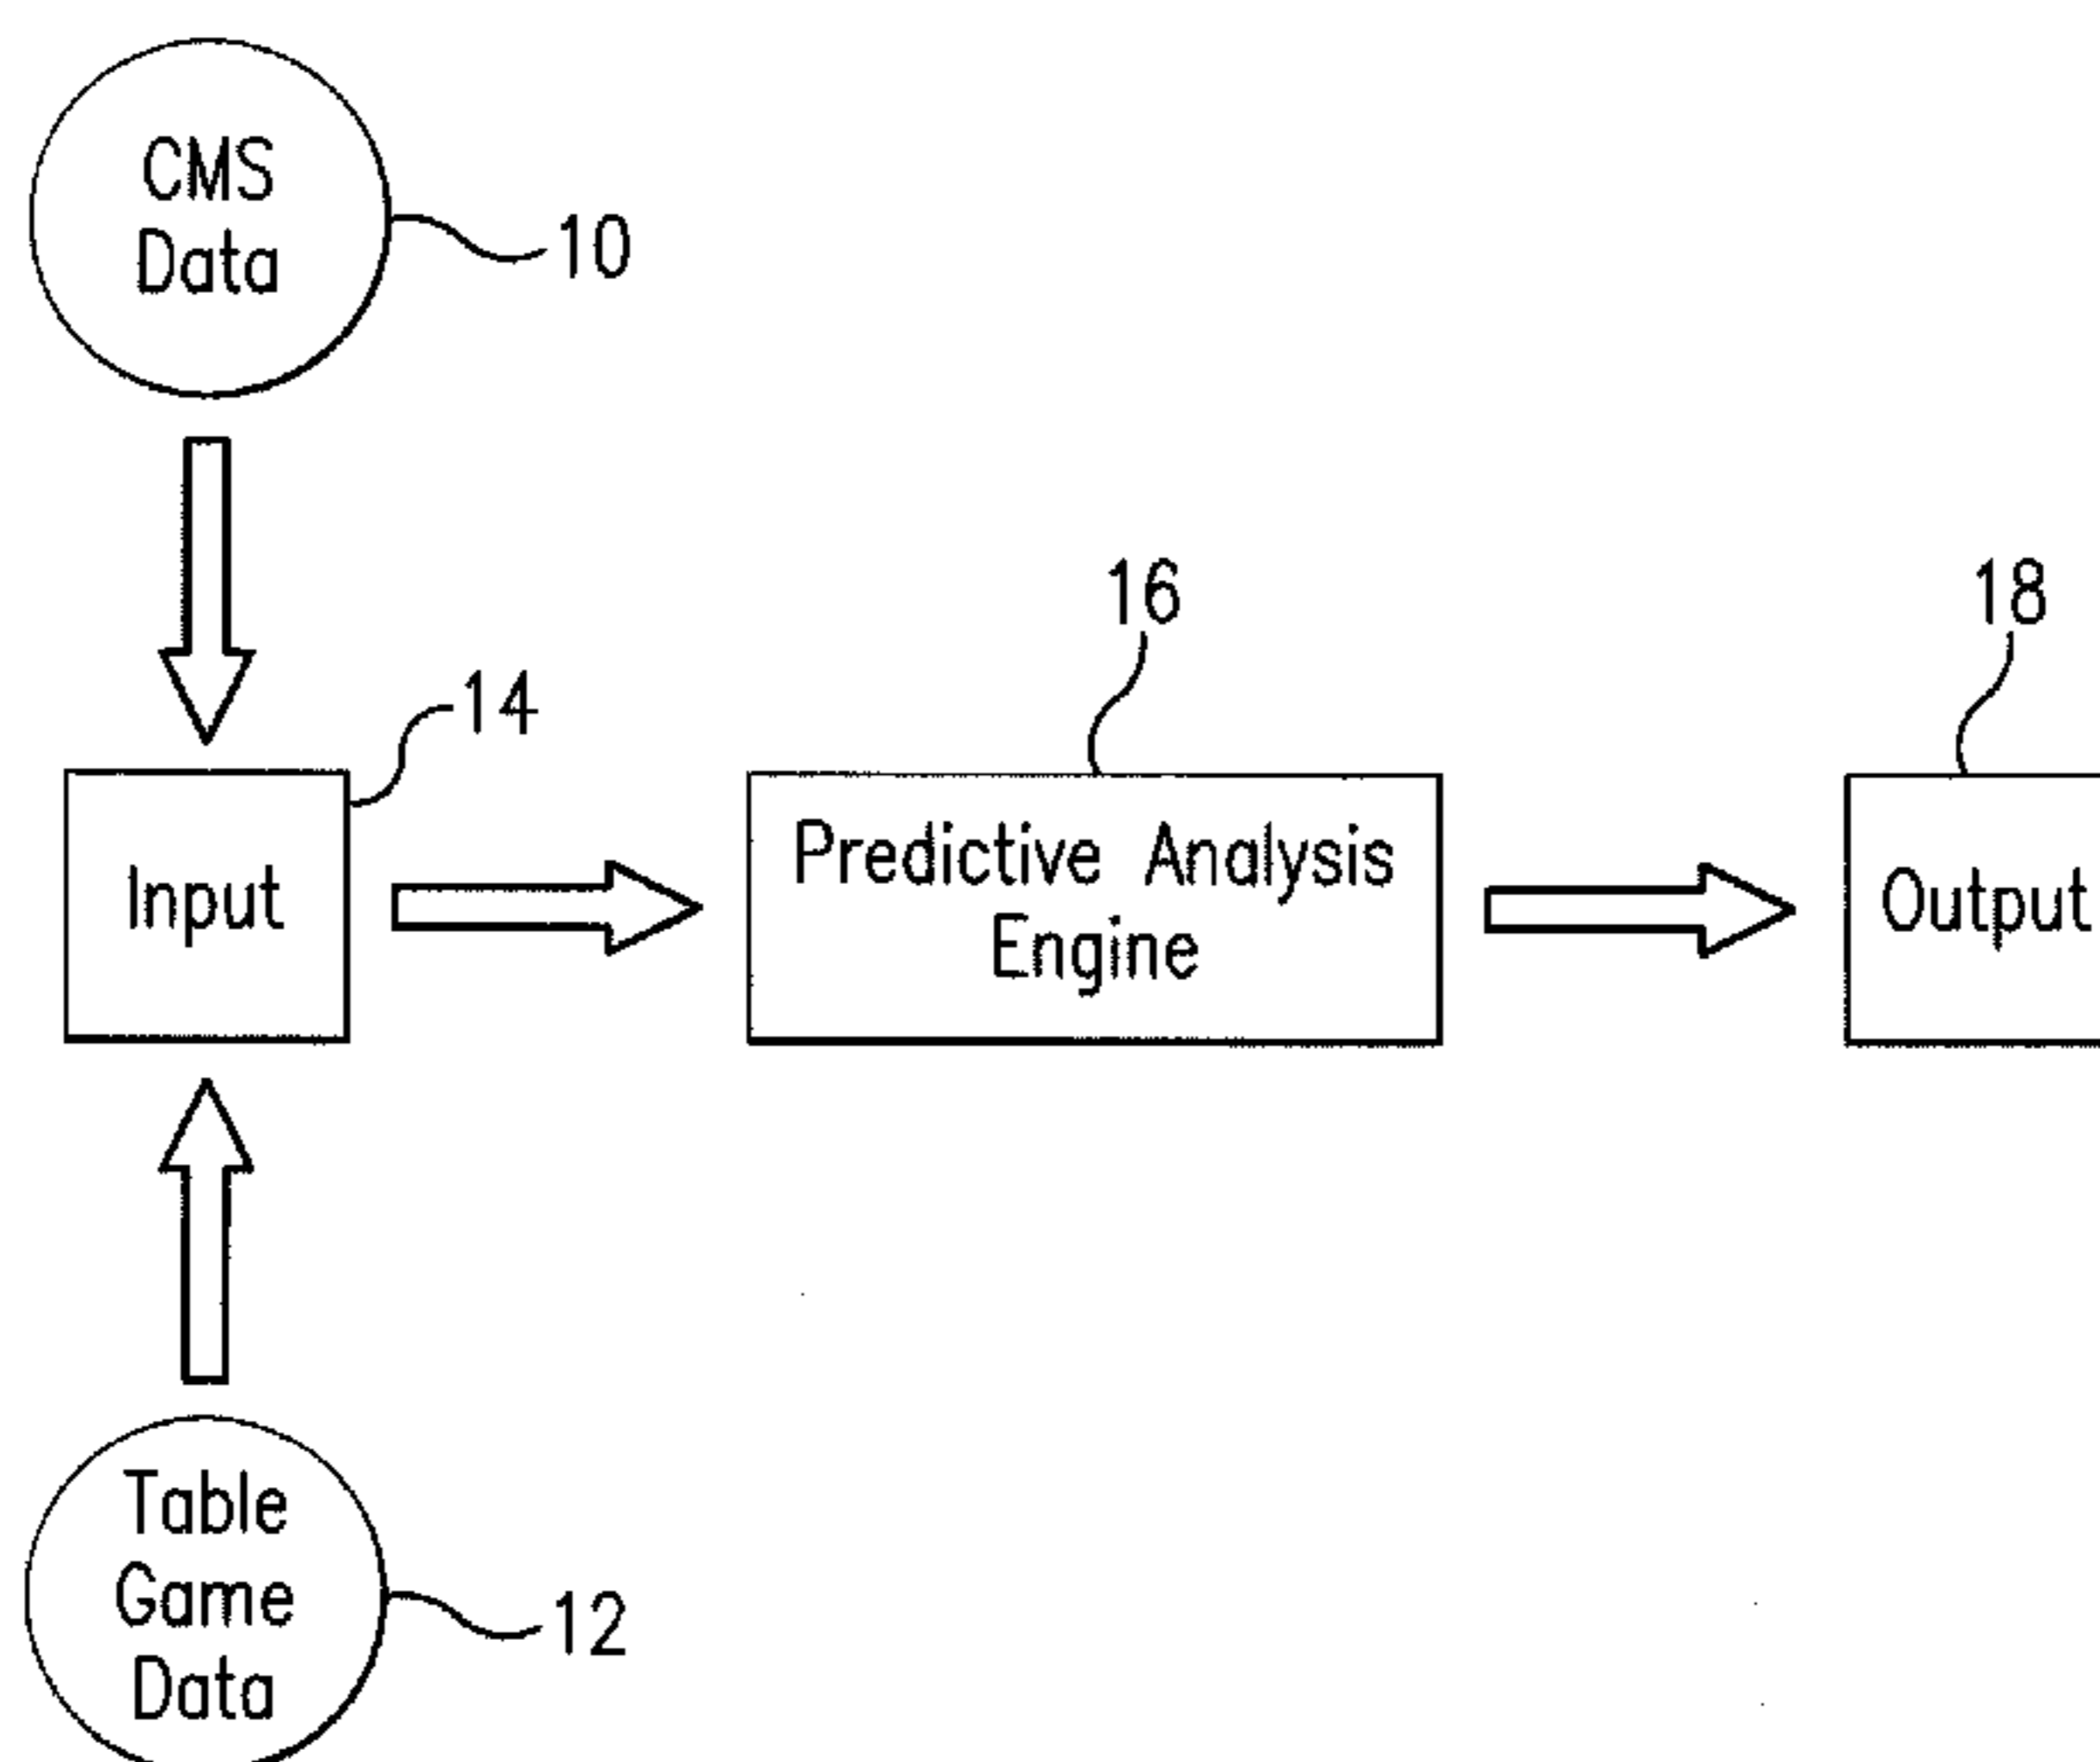 CMS
Data
10
16
18
14
Input
Predictive Analysis
Engine
Output
Table
Game
Data
12